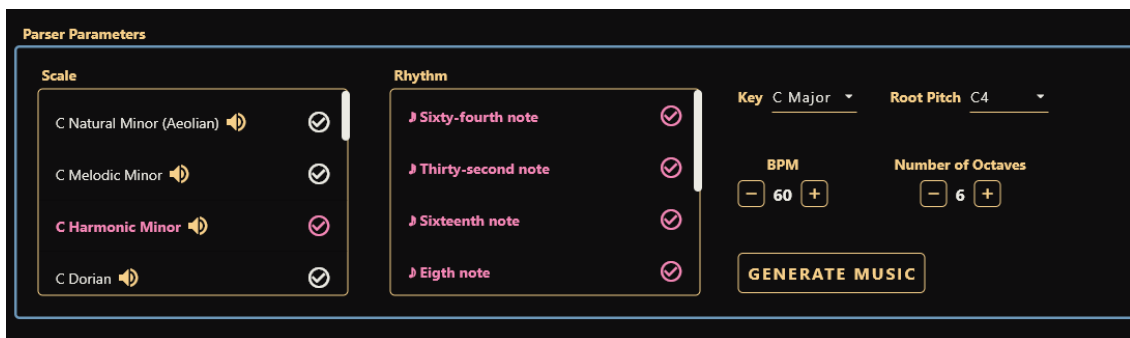 Parser Parameters
Scale
C Natural Minor (Aeolian)
C Melodic Minor
C Harmonic Minor
C Dorian
Rhythm
Sixty-fourth note
Thirty-second note
Sixteenth note
Eigth note
Key C Major Root Pitch C4
BPM Number of Octaves
− 60 + − 6 +
GENERATE MUSIC